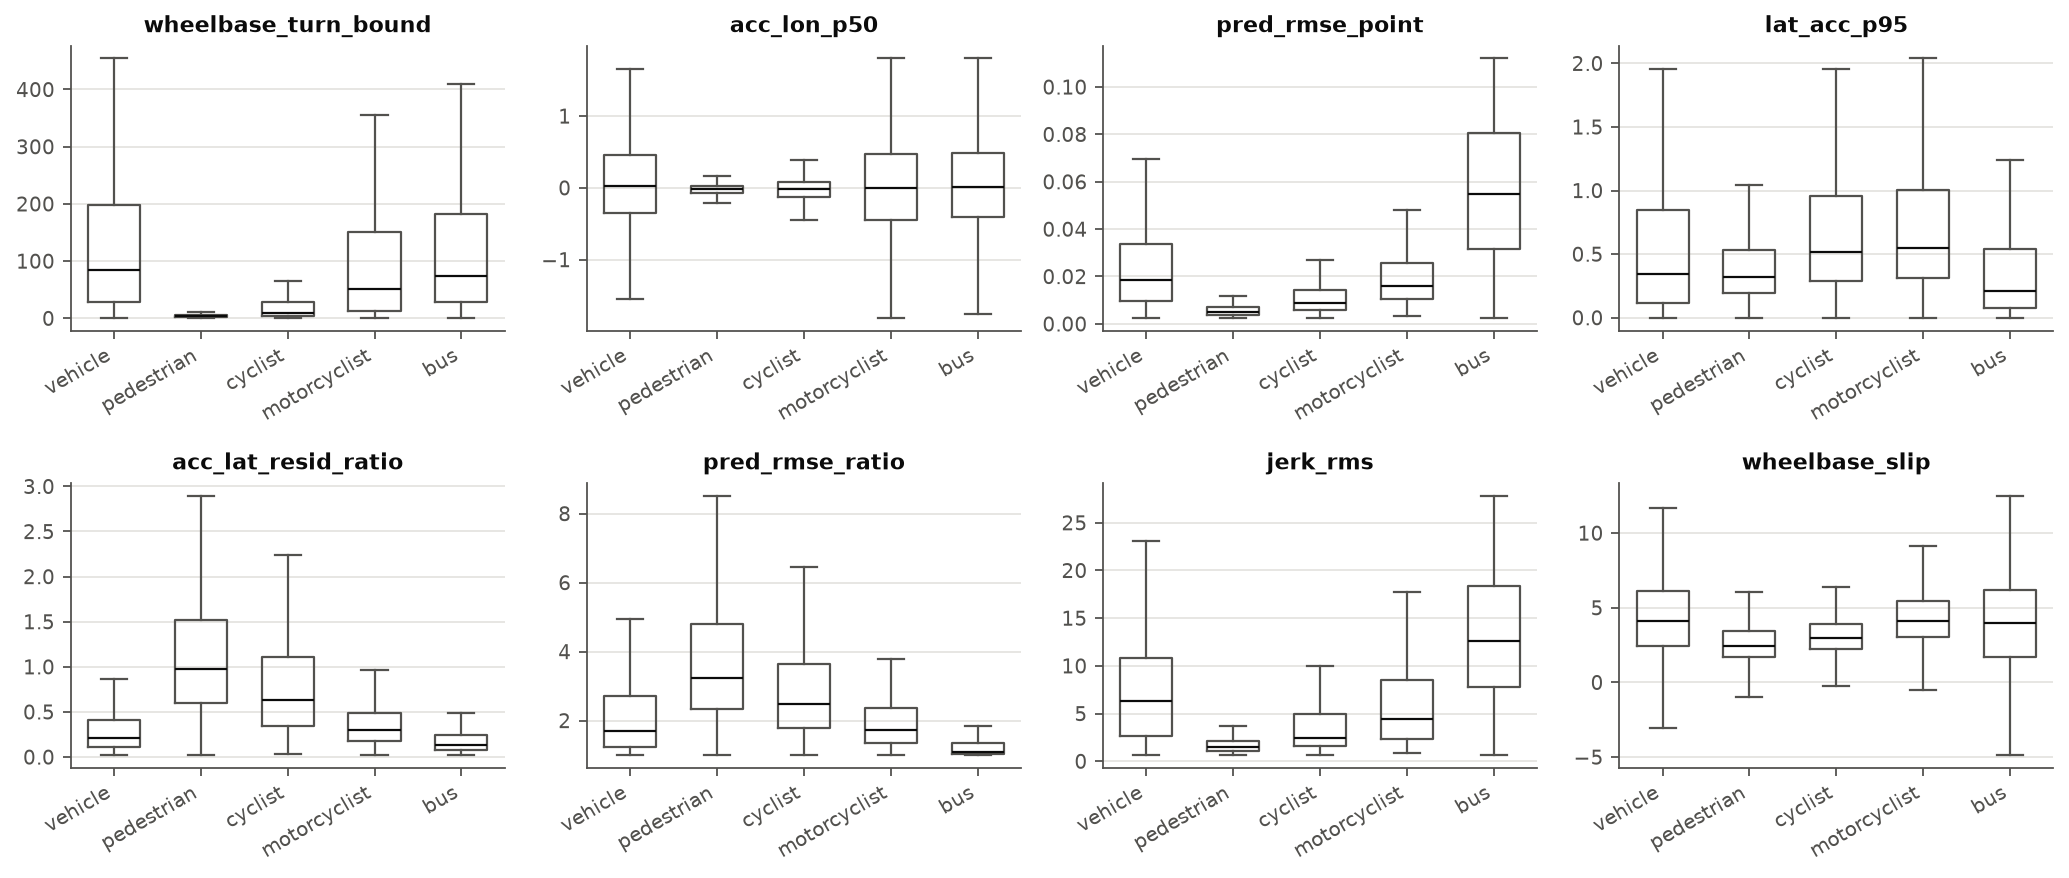 wheelbase_turn_bound
400
300
200
100
0
vehicle
pedestrian
cyclist
motorcyclist
bus
acc_lon_p50
1
0
−1
vehicle
pedestrian
cyclist
motorcyclist
bus
pred_rmse_point
0.10
0.08
0.06
0.04
0.02
0.00
vehicle
pedestrian
cyclist
motorcyclist
bus
lat_acc_p95
2.0
1.5
1.0
0.5
0.0
vehicle
pedestrian
cyclist
motorcyclist
bus
acc_lat_resid_ratio
3.0
2.5
2.0
1.5
1.0
0.5
0.0
vehicle
pedestrian
cyclist
motorcyclist
bus
pred_rmse_ratio
8
6
4
2
vehicle
pedestrian
cyclist
motorcyclist
bus
jerk_rms
25
20
15
10
5
0
vehicle
pedestrian
cyclist
motorcyclist
bus
wheelbase_slip
10
5
0
−5
vehicle
pedestrian
cyclist
motorcyclist
bus